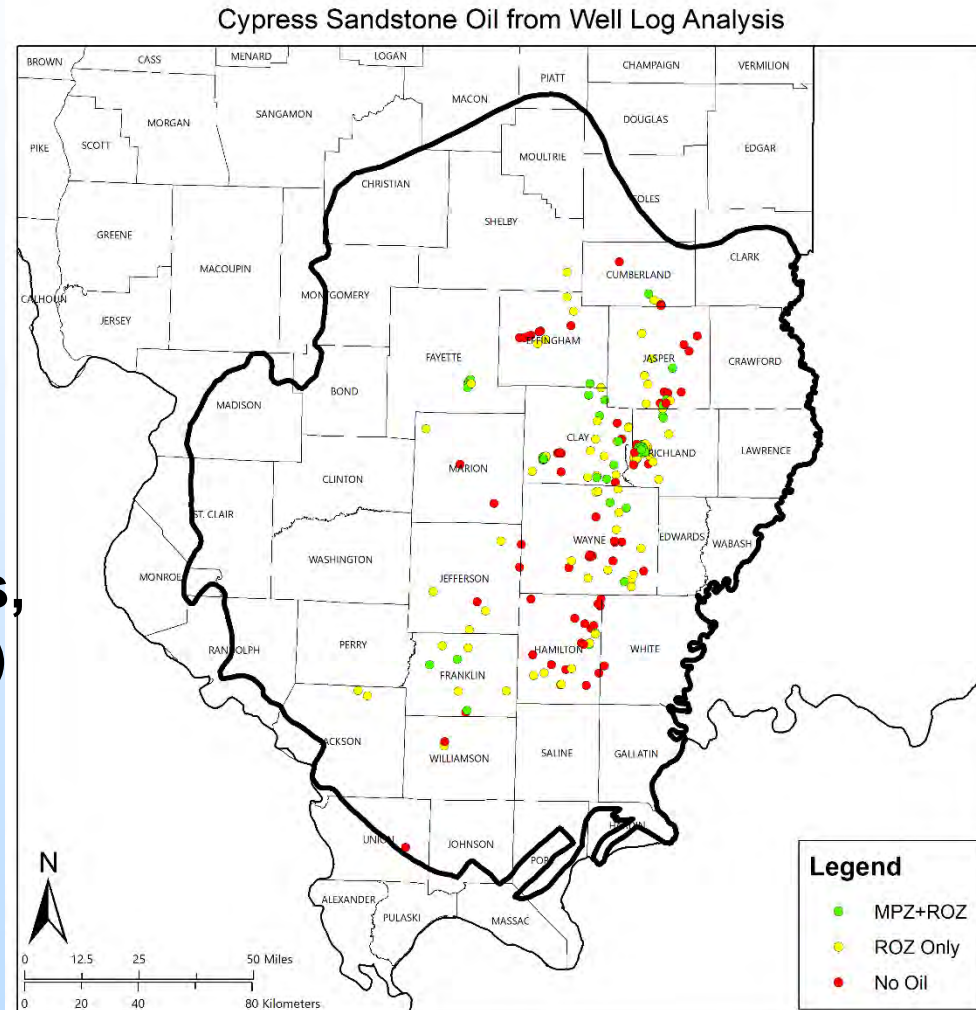 Cypress Sandstone Oil from Well Log Analysis
BROWN
CASS
MENARD
LOGAN
PIATT
CHAMPAIGN
VERMILION
MACON
SANGAMON
MORGAN
SCOTT
PIKE
DOUGLAS
EDGAR
MOULTRIE
CHRISTIAN
COLES
SHELBY
GREENE
CLARK
MACOUPIN
CUMBERLAND
MONTGOMERY
CALHOUN
JERSEY
EFFINGHAM
FAYETTE
JASPER
CRAWFORD
BOND
MADISON
CLAY
RICHLAND
LAWRENCE
MARION
CLINTON
ST. CLAIR
WAYNE
EDWARDS
WABASH
WASHINGTON
s,
MONROE
JEFFERSON
)
RANDOLPH
PERRY
HAMILTON
WHITE
FRANKLIN
JACKSON
WILLIAMSON
SALINE
GALLATIN
HARDIN
UNION
JOHNSON
POPE
ALEXANDER
PULASKI
MASSAC
N
0 12.5 25 50 Miles
0 20 40 80 Kilometers
Legend
MPZ+ROZ
ROZ Only
No Oil